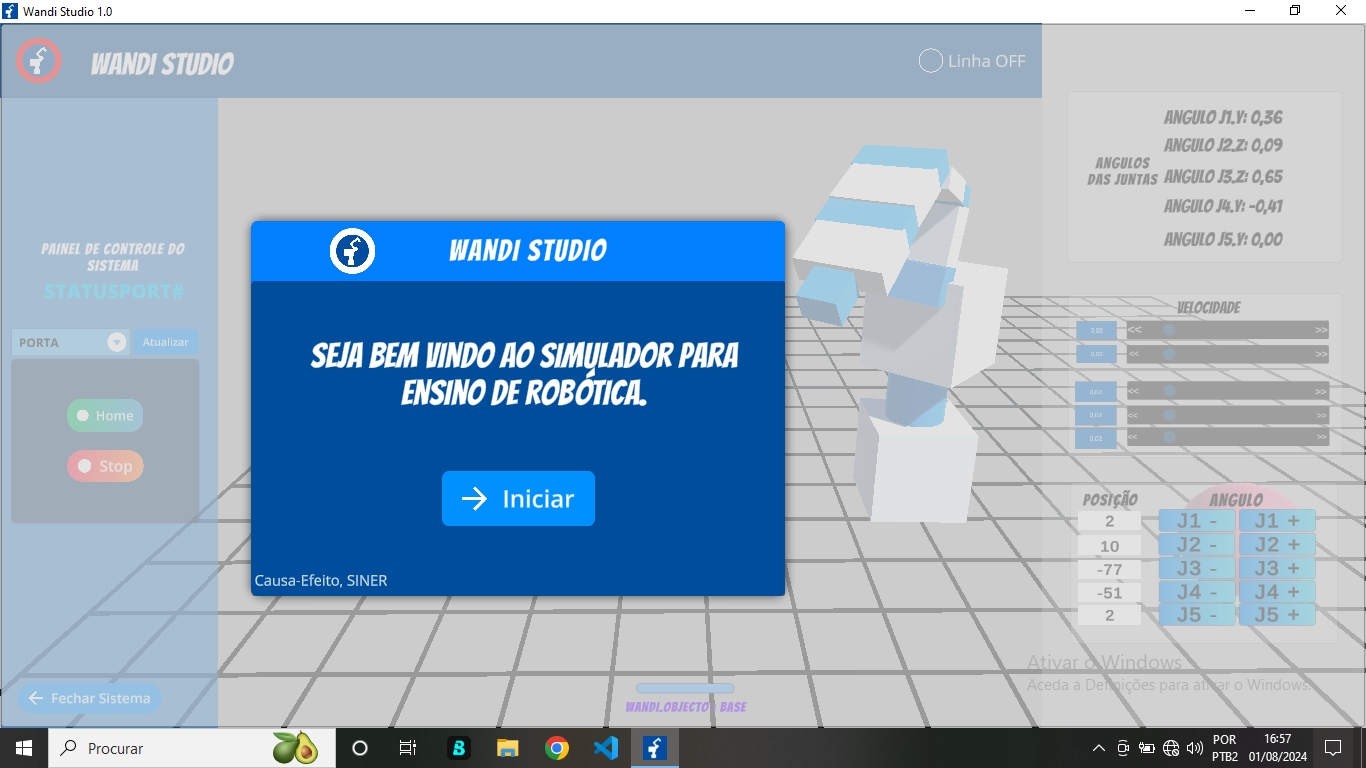 Wandi Studio 1.0
WANDI STUDIO
Linha OFF
ANGULOS
DAS JUNTAS
ANGULO J1.Y: 0,36
ANGULO J2.Z: 0,09
ANGULO J3.Z: 0,65
ANGULO J4.Y: -0,41
ANGULO J5.Y: 0,00
PAINEL DE CONTROLE DO
SISTEMA
STATUSPORT#
PORTA
Atualizar
Home
Stop
Fechar Sistema
WANDI STUDIO
SEJA BEM VINDO AO SIMULADOR PARA
ENSINO DE ROBÓTICA.
Iniciar
Causa-Efeito, SINER
VELOCIDADE
0.02 << >>
0.02 << >>
0.02 << >>
0.02 << >>
0.02 << >>
POSIÇÃO ANGULO
2 J1 - J1 +
10 J2 - J2 +
-77 J3 - J3 +
-51 J4 - J4 +
2 J5 - J5 +
Ativar o Windows
Aceda a Definições para ativar o Windows.
WANDI.OBJECTO | BASE
Procurar
POR
PTB2
16:57
01/08/2024